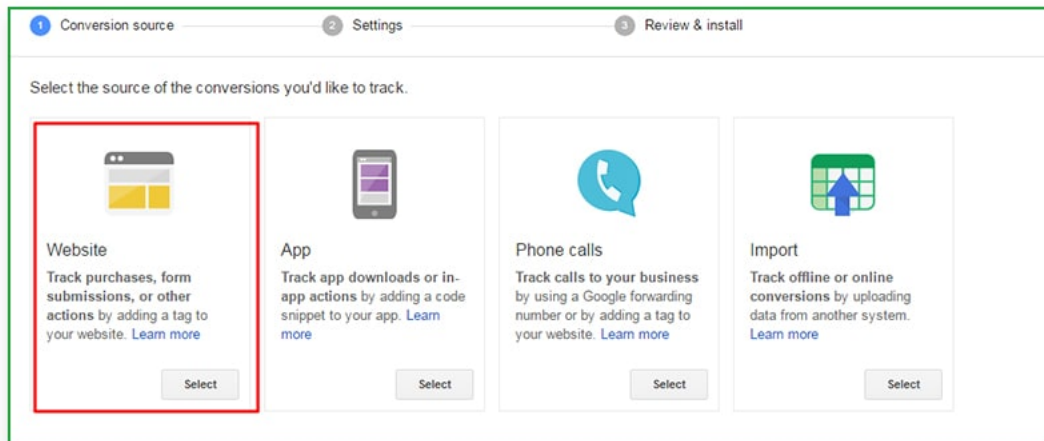 1 Conversion source 2 Settings 3 Review & install
Select the source of the conversions you'd like to track.
Website
Track purchases, form
submissions, or other
actions by adding a tag to
your website. Learn more
Select
App
Track app downloads or in-
app actions by adding a code
snippet to your app. Learn
more
Select
Phone calls
Track calls to your business
by using a Google forwarding
number or by adding a tag to
your website. Learn more
Select
Import
Track offline or online
conversions by uploading
data from another system.
Learn more
Select